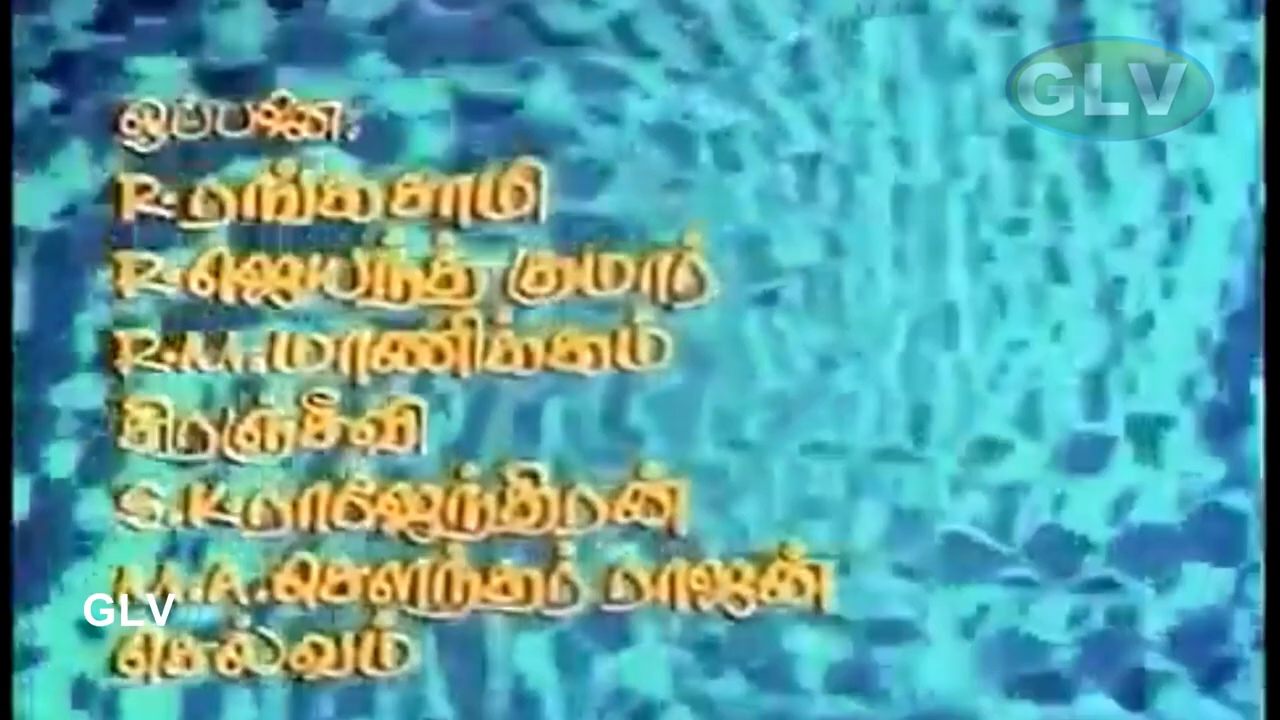 GLV
ஒப்பனை:
R.ரங்கசாமி
R.ஜெயந்த் குமார்
R.M.மாணிக்கம்
சிரஞ்சீவி
S.K.ராஜேந்திரன்
M.A.சௌந்தர் ராஜன்
GLV
செல்வம்